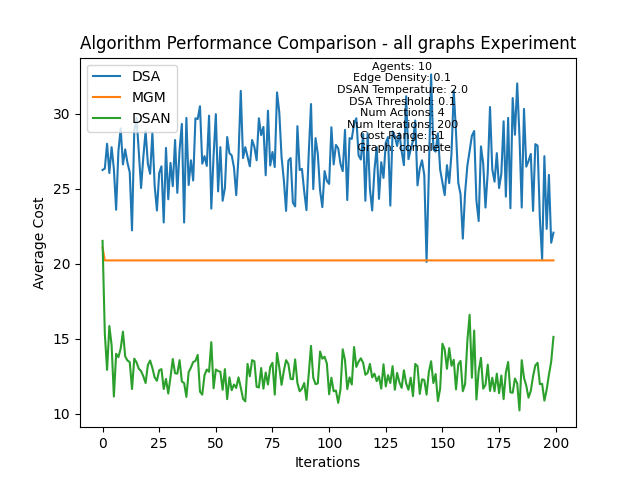 Algorithm Performance Comparison - all graphs Experiment
DSA
MGM
DSAN
Agents: 10
Edge Density: 0.1
DSAN Temperature: 2.0
DSA Threshold: 0.1
Num Actions: 4
Num Iterations: 200
Cost Range: 51
Graph: complete
Average Cost
30
25
20
15
10
0 25 50 75 100 125 150 175 200
Iterations